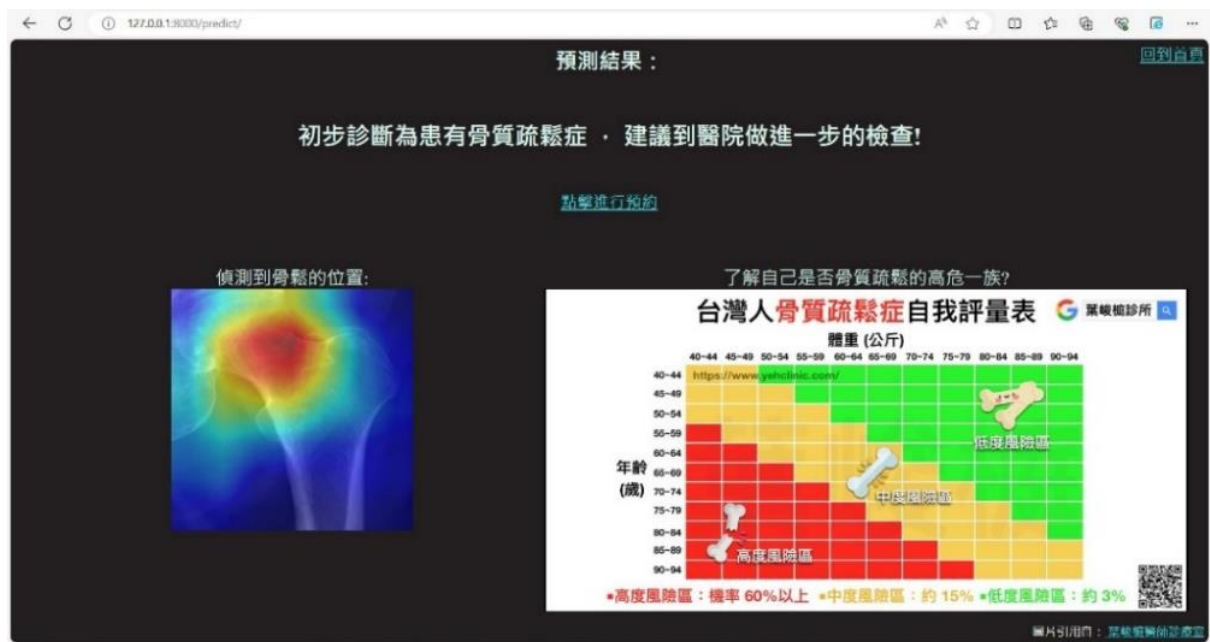 127.0.0.1:8000/predict/
預測結果：
回到首頁
初步診斷為患有骨質疏鬆症 ， 建議到醫院做進一步的檢查!
點擊進行預約
偵測到骨鬆的位置:
了解自己是否骨質疏鬆的高危一族?
台灣人骨質疏鬆症自我評量表
葉峻榳診所
體重 (公斤)
40-44 45-49 50-54 55-59 60-64 65-69 70-74 75-79 80-84 85-89 90-94
https://www.yehclinic.com/
年齡
(歲)
40-44
45-49
50-54
55-59
60-64
65-69
70-74
75-79
80-84
85-89
90-94
低度風險區
中度風險區
高度風險區
▪高度風險區：機率 60%以上 ▪中度風險區：約 15% ▪低度風險區：約 3%
圖片引用自： 葉峻榳醫師診療室